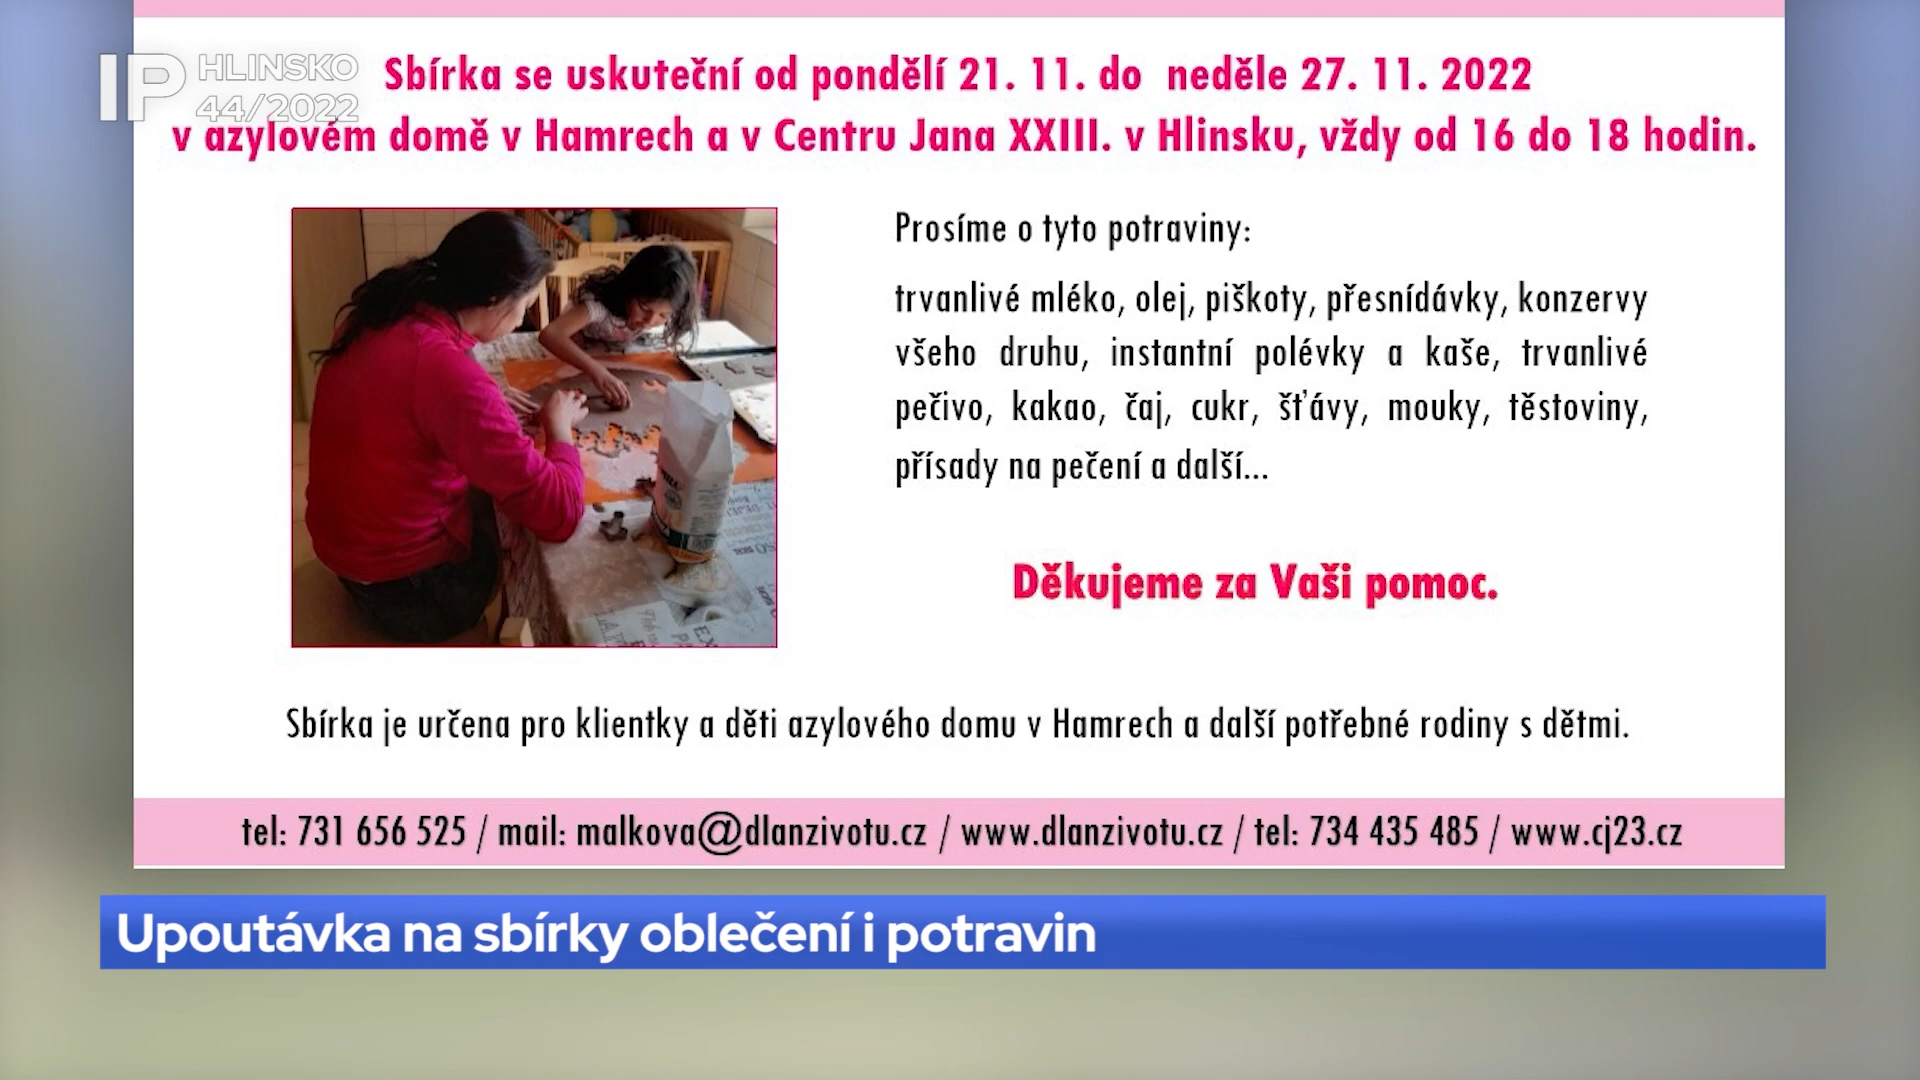 IP HLINSKO
44/2022
Sbírka se uskuteční od pondělí 21. 11. do neděle 27. 11. 2022
v azylovém domě v Hamrech a v Centru Jana XXIII. v Hlinsku, vždy od 16 do 18 hodin.
Prosíme o tyto potraviny:
trvanlivé mléko, olej, piškoty, přesnídávky, konzervy
všeho druhu, instantní polévky a kaše, trvanlivé
pečivo, kakao, čaj, cukr, šťávy, mouky, těstoviny,
přísady na pečení a další...
Děkujeme za Vaši pomoc.
Sbírka je určena pro klientky a děti azylového domu v Hamrech a další potřebné rodiny s dětmi.
tel: 731 656 525 / mail: malkova@dlanzivotu.cz / www.dlanzivotu.cz / tel: 734 435 485 / www.cj23.cz
Upoutávka na sbírky oblečení i potravin